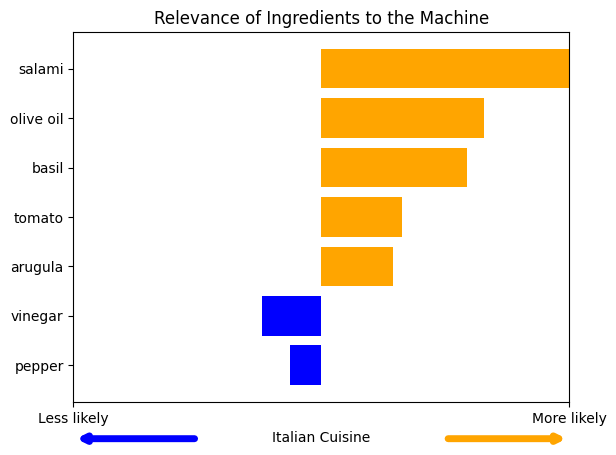 Relevance of Ingredients to the Machine
salami
olive oil
basil
tomato
arugula
vinegar
pepper
Less likely
More likely
Italian Cuisine